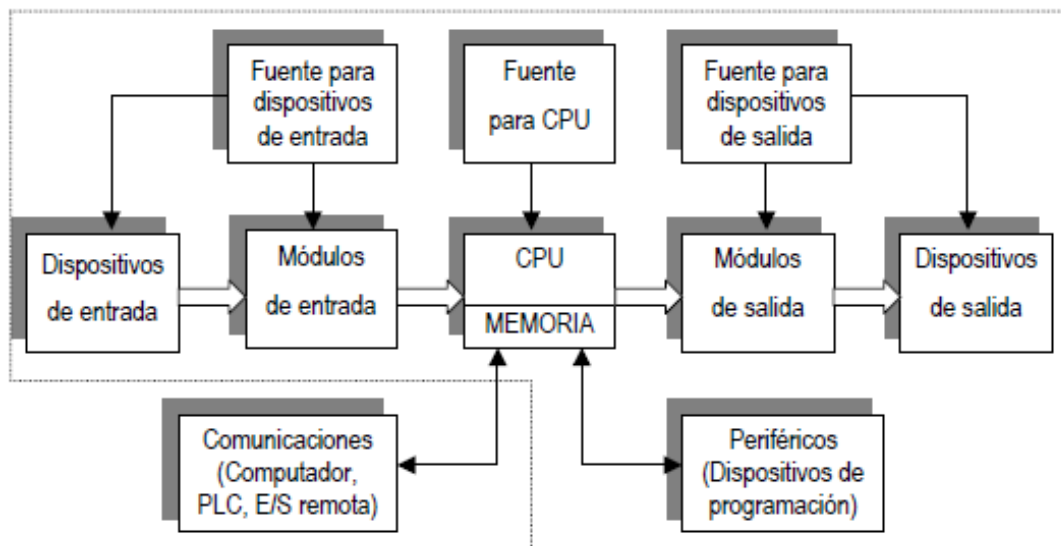 Fuente para
dispositivos
de entrada
Fuente
para CPU
Fuente para
dispositivos
de salida
Dispositivos
de entrada
Módulos
de entrada
CPU
MEMORIA
Módulos
de salida
Dispositivos
de salida
Comunicaciones
(Computador,
PLC, E/S remota)
Periféricos
(Dispositivos de
programación)